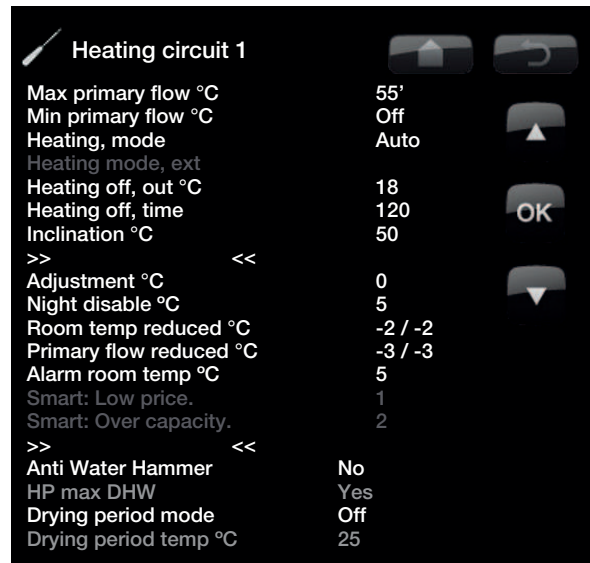 Heating circuit 1
Max primary flow °C 55’
Min primary flow °C Off
Heating, mode Auto
Heating mode, ext
Heating off, out °C 18
Heating off, time 120
OK
Inclination °C 50
>> <<
Adjustment °C 0
Night disable ºC 5
Room temp reduced °C -2 / -2
Primary flow reduced °C -3 / -3
Alarm room temp ºC 5
Smart: Low price. 1
Smart: Over capacity. 2
>> <<
Anti Water Hammer No
HP max DHW Yes
Drying period mode Off
Drying period temp ºC 25